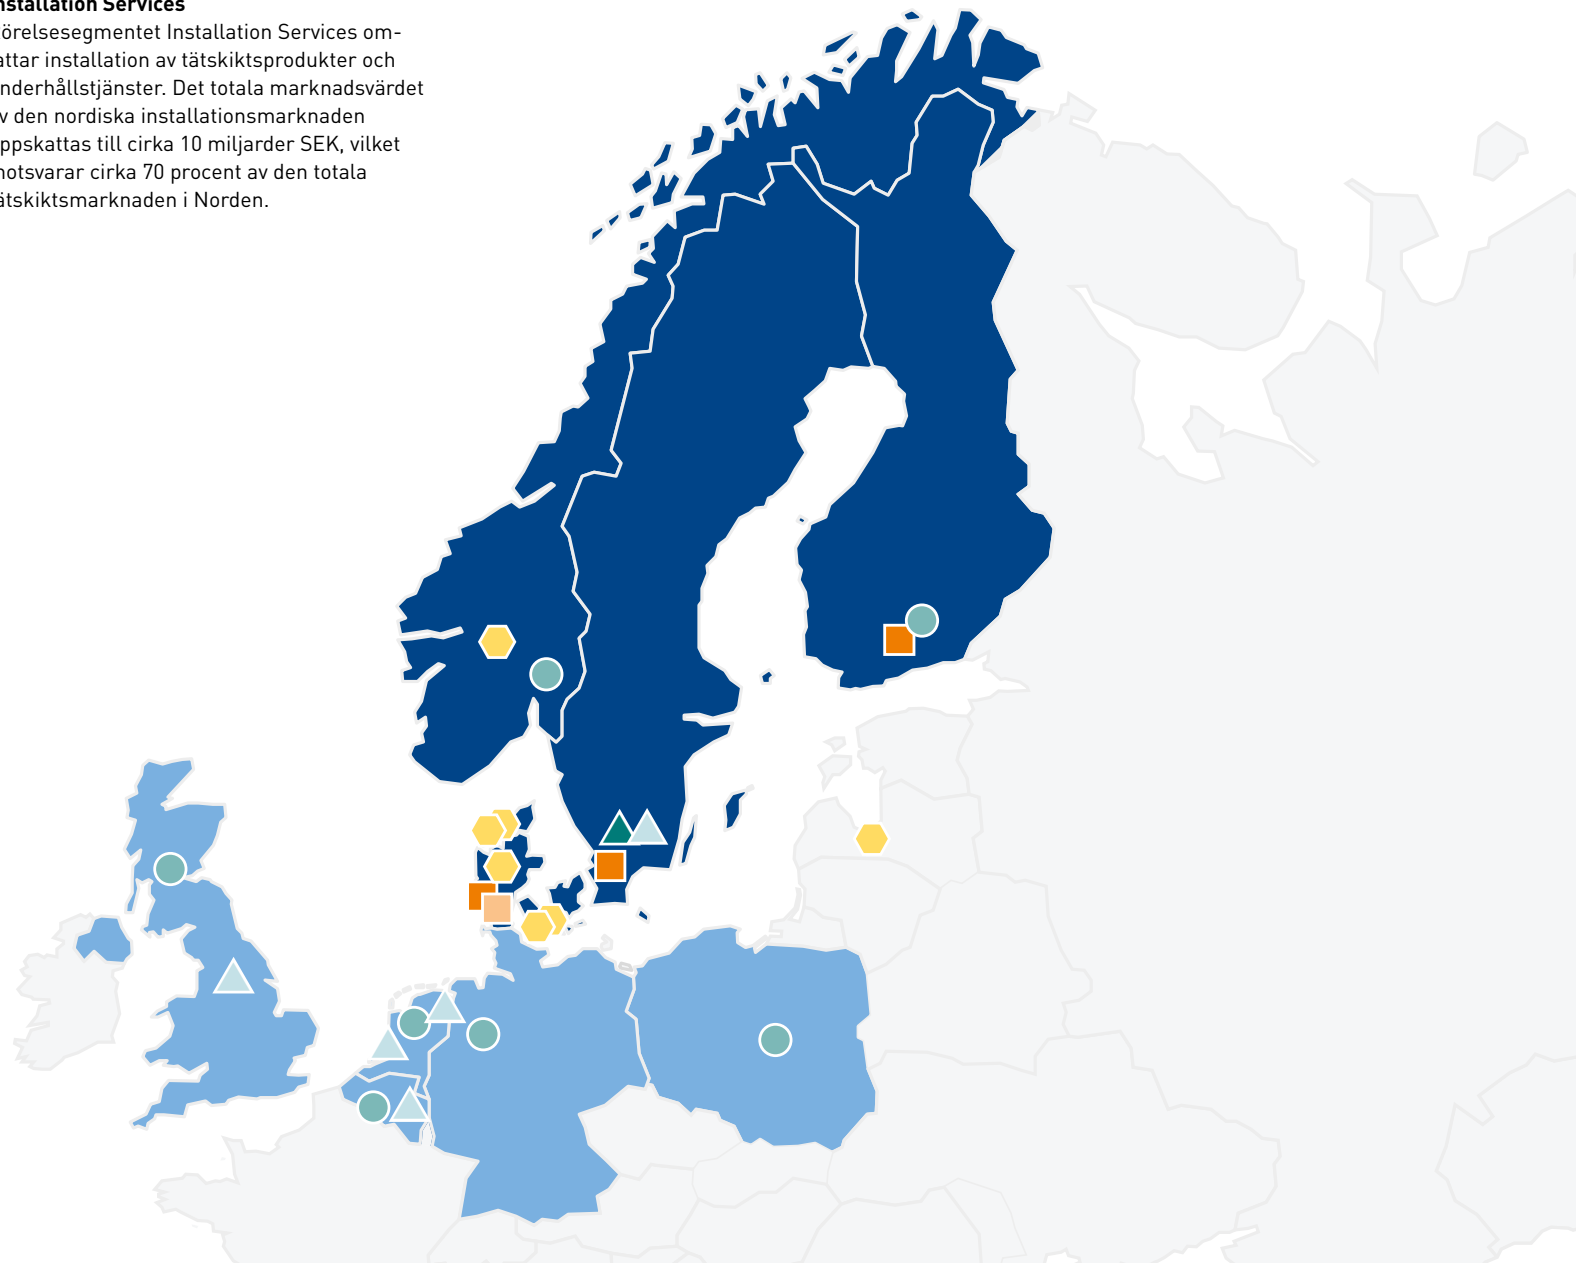 nstallation Services
örelsesegmentet Installation Services om-
attar installation av tätskiktsprodukter och
nderhållstjänster. Det totala marknadsvärdet
v den nordiska installationsmarknaden
ppskattas till cirka 10 miljarder SEK, vilket
motsvarar cirka 70 procent av den totala
ätskiktsmarknaden i Norden.